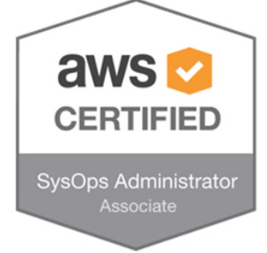 aws
CERTIFIED
SysOps Administrator
Associate